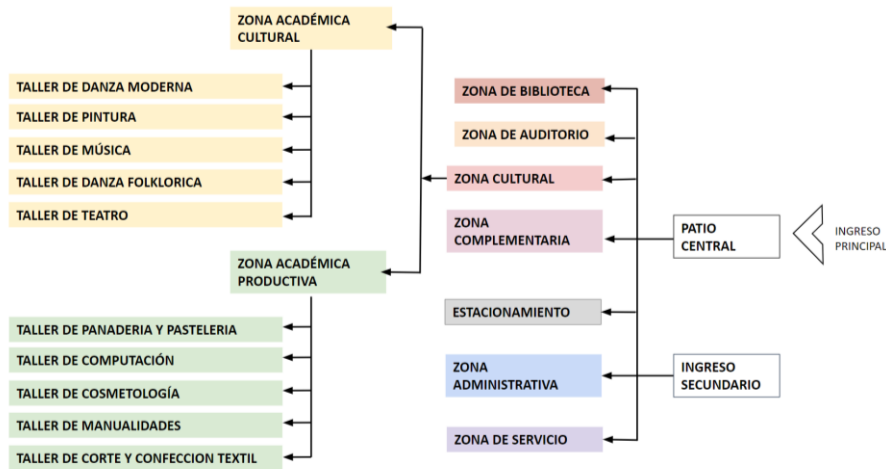 ZONA ACADÉMICA
CULTURAL
TALLER DE DANZA MODERNA
TALLER DE PINTURA
TALLER DE MÚSICA
TALLER DE DANZA FOLKLORICA
TALLER DE TEATRO
ZONA ACADÉMICA
PRODUCTIVA
TALLER DE PANADERIA Y PASTELERIA
TALLER DE COMPUTACIÓN
TALLER DE COSMETOLOGÍA
TALLER DE MANUALIDADES
TALLER DE CORTE Y CONFECCION TEXTIL
ZONA DE BIBLIOTECA
ZONA DE AUDITORIO
ZONA CULTURAL
ZONA
COMPLEMENTARIA
ESTACIONAMIENTO
ZONA
ADMINISTRATIVA
ZONA DE SERVICIO
PATIO
CENTRAL
INGRESO
SECUNDARIO
INGRESO
PRINCIPAL